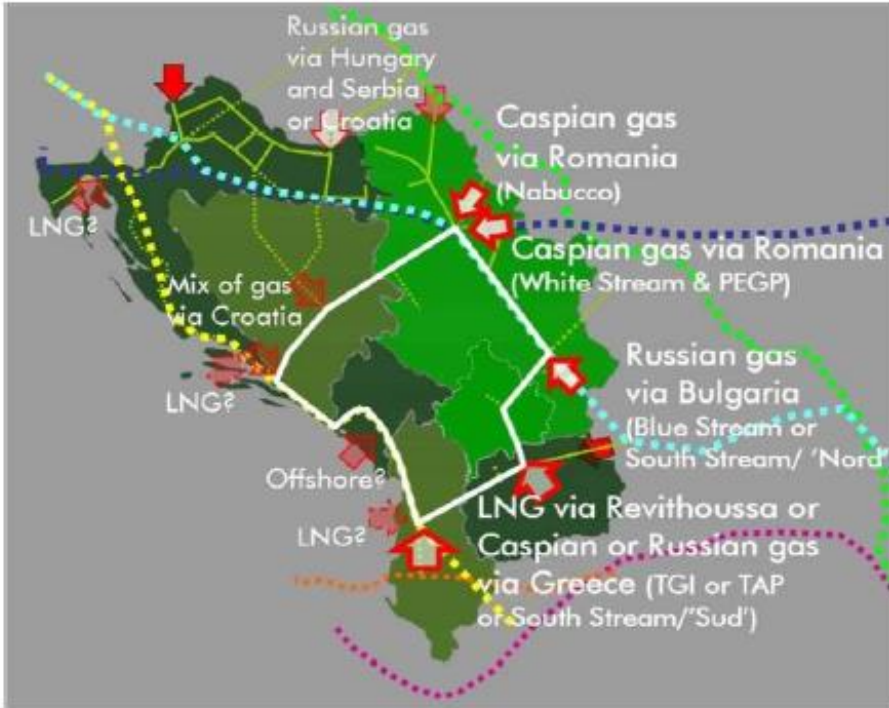 Russian gas
via Hungary
and Serbia
or Croatia
Caspian gas
via Romania
(Nabucco)
LNG?
Caspian gas via Romania
(White Stream & PEGP)
Mix of gas
via Croatia
Russian gas
via Bulgaria
(Blue Stream or
South Stream/ 'Nord'
LNG?
Offshore?
LNG?
LNG via Revithoussa or
Caspian or Russian gas
via Greece (TGI or TAP
or South Stream/'Sud')